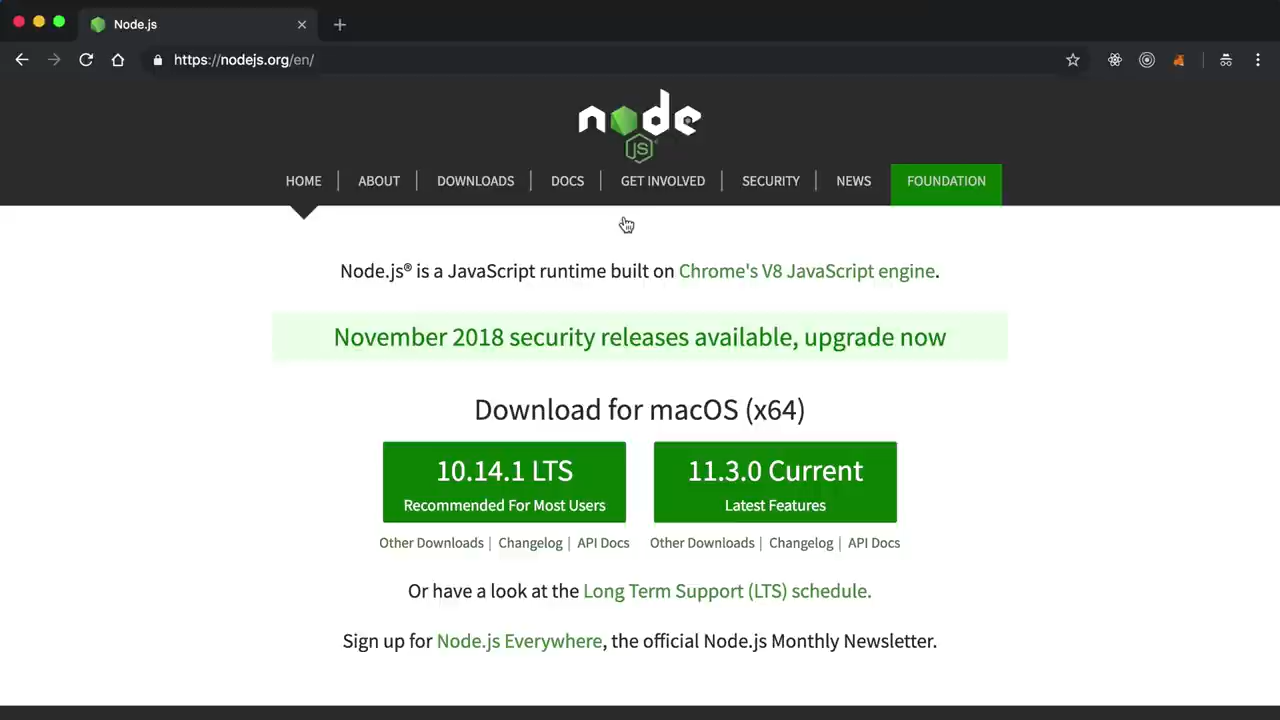 Node.js
https://nodejs.org/en/
node
JS
HOME | ABOUT | DOWNLOADS | DOCS | GET INVOLVED | SECURITY | NEWS FOUNDATION
Node.js® is a JavaScript runtime built on Chrome's V8 JavaScript engine.
November 2018 security releases available, upgrade now
Download for macOS (x64)
10.14.1 LTS
Recommended For Most Users
11.3.0 Current
Latest Features
Other Downloads | Changelog | API Docs
Other Downloads | Changelog | API Docs
Or have a look at the Long Term Support (LTS) schedule.
Sign up for Node.js Everywhere, the official Node.js Monthly Newsletter.